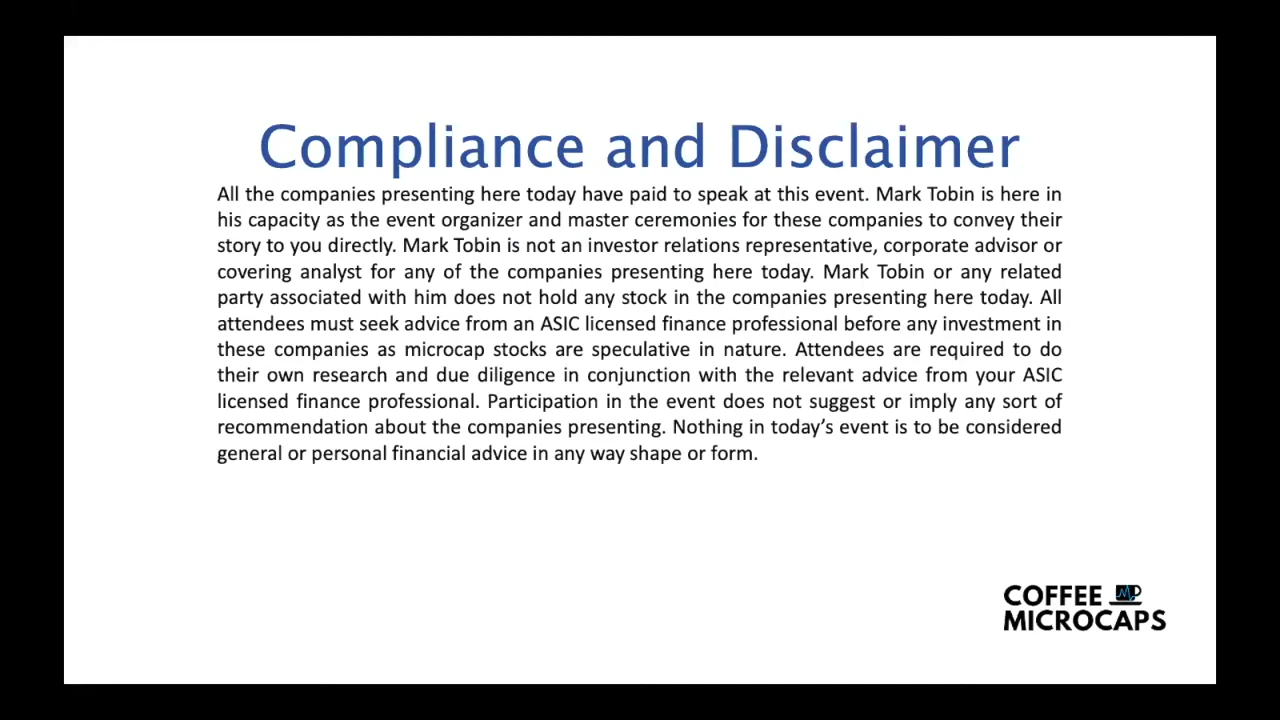 Compliance and Disclaimer
All the companies presenting here today have paid to speak at this event. Mark Tobin is here in
his capacity as the event organizer and master ceremonies for these companies to convey their
story to you directly. Mark Tobin is not an investor relations representative, corporate advisor or
covering analyst for any of the companies presenting here today. Mark Tobin or any related
party associated with him does not hold any stock in the companies presenting here today. All
attendees must seek advice from an ASIC licensed finance professional before any investment in
these companies as microcap stocks are speculative in nature. Attendees are required to do
their own research and due diligence in conjunction with the relevant advice from your ASIC
licensed finance professional. Participation in the event does not suggest or imply any sort of
recommendation about the companies presenting. Nothing in today’s event is to be considered
general or personal financial advice in any way shape or form.
COFFEE
MICROCAPS